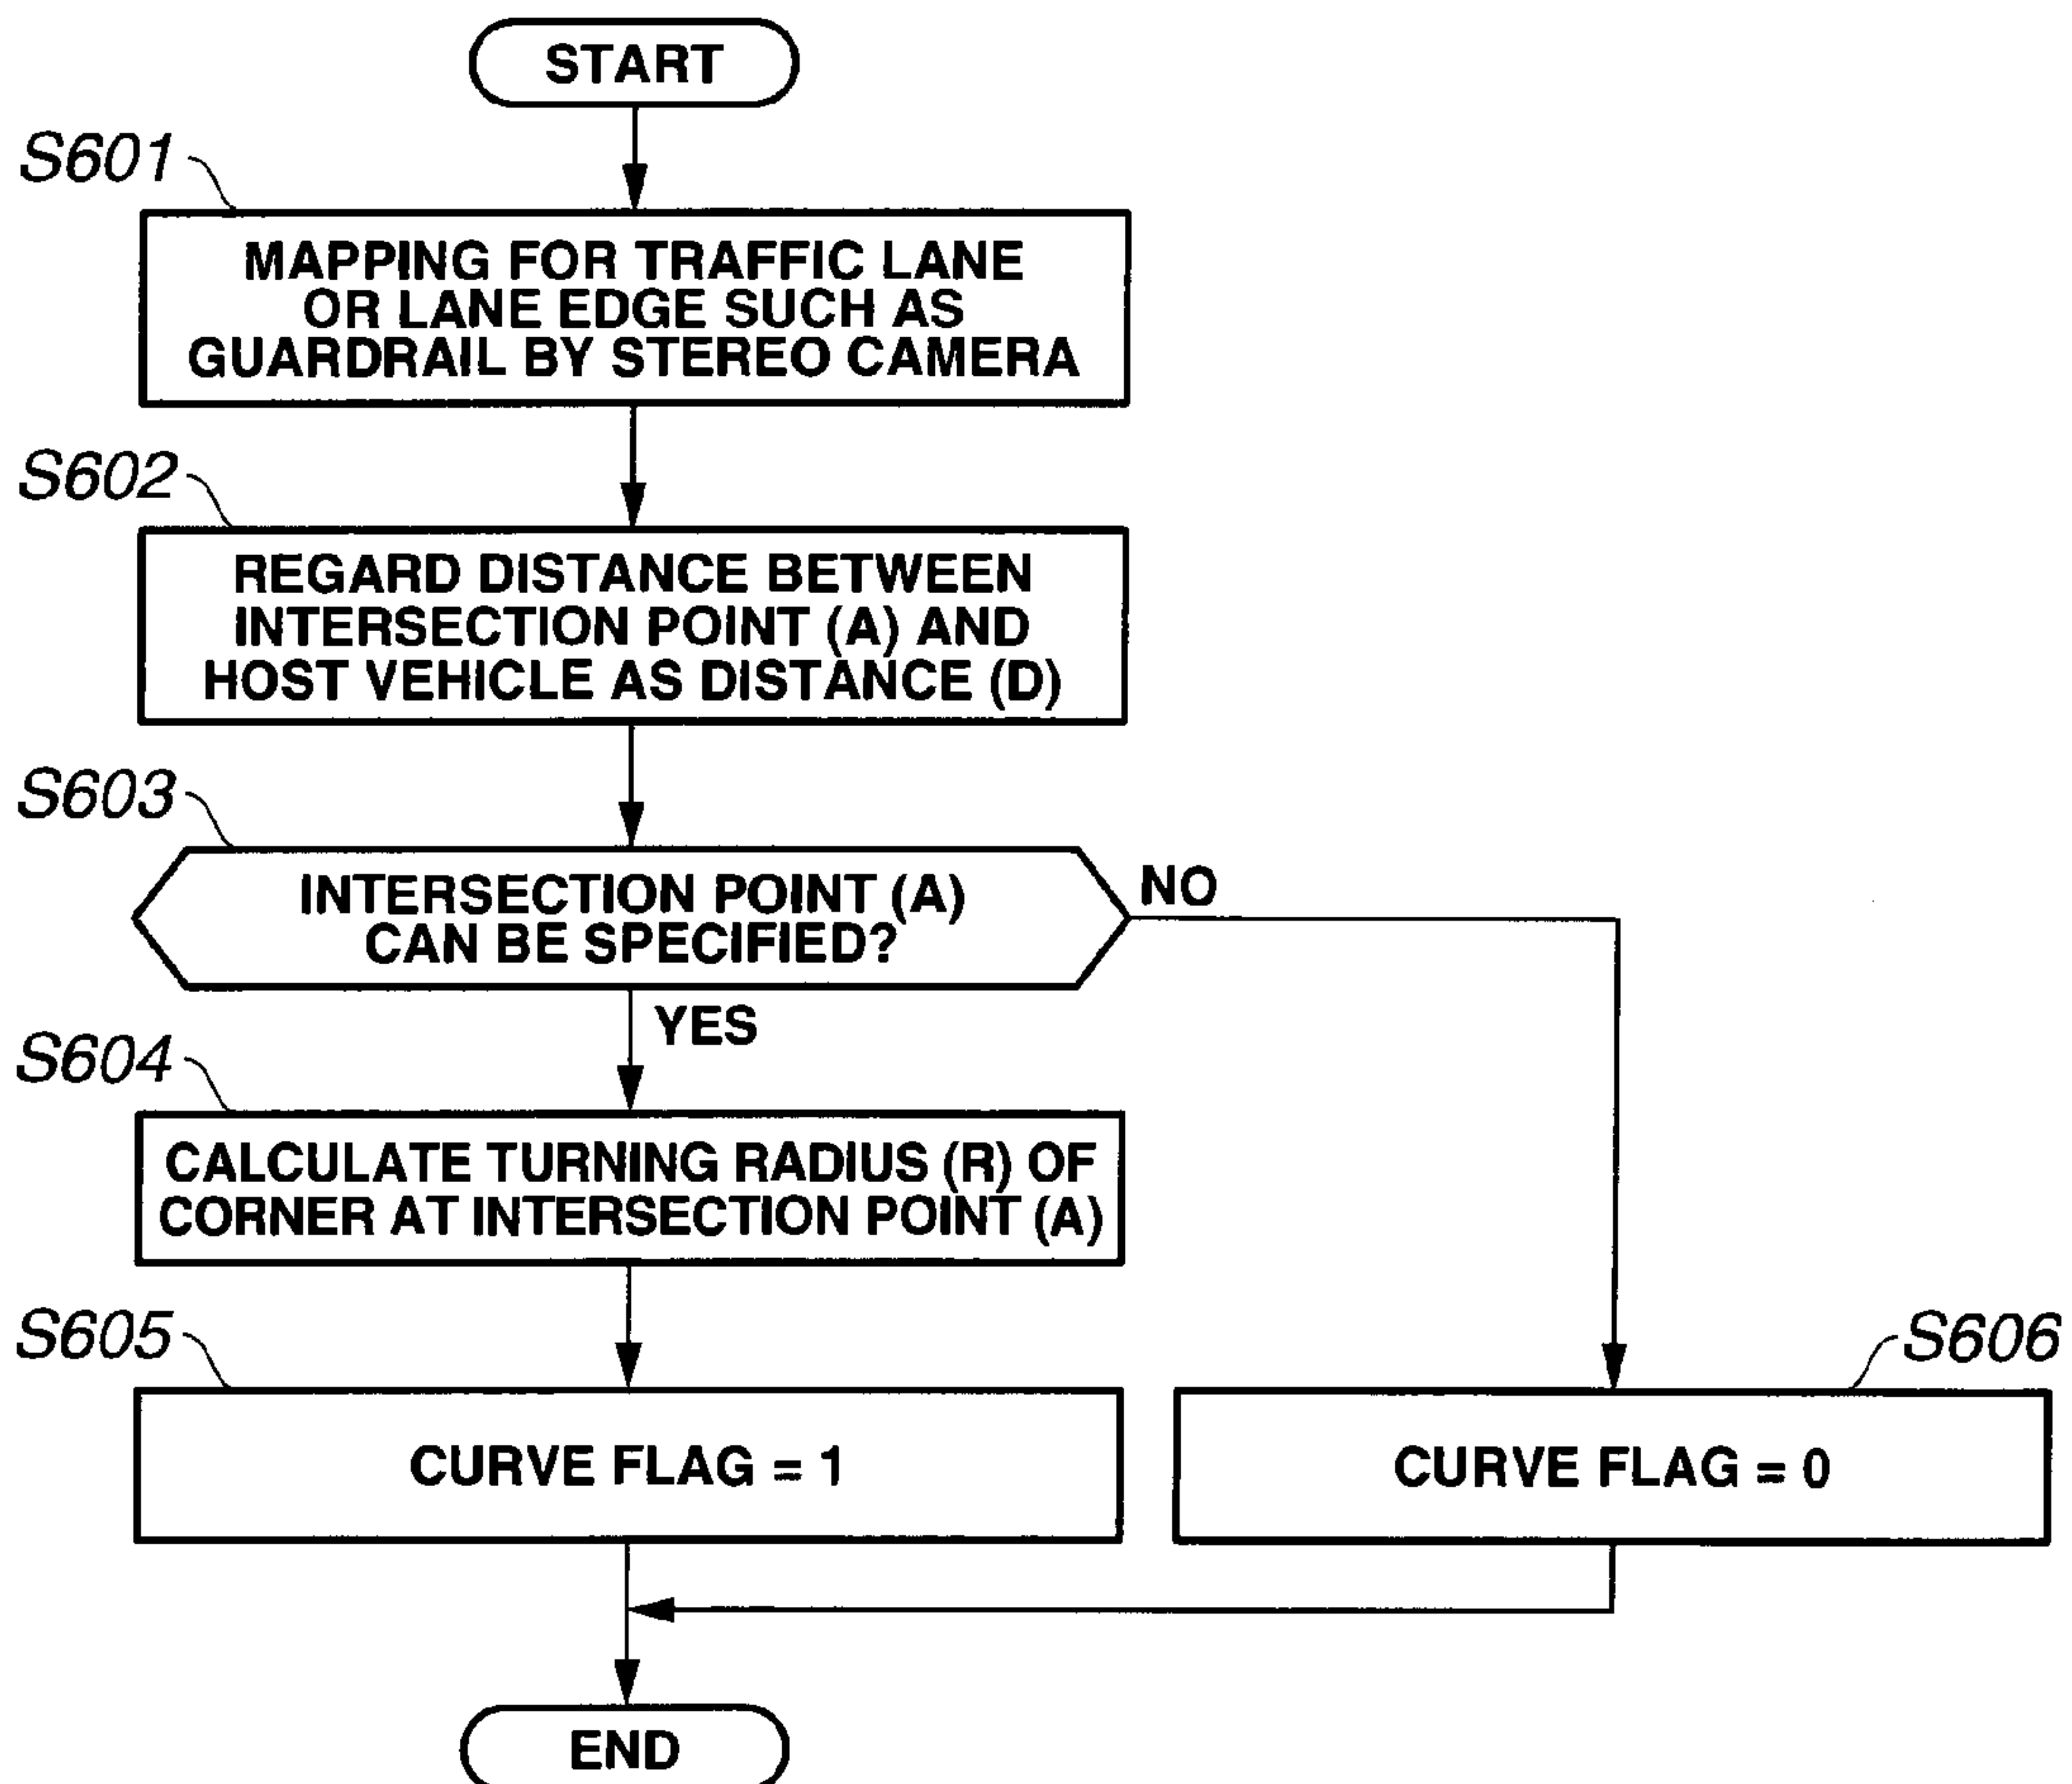 START
S601
MAPPING FOR TRAFFIC LANE
OR LANE EDGE SUCH AS
GUARDRAIL BY STEREO CAMERA
S602
REGARD DISTANCE BETWEEN
INTERSECTION POINT (A) AND
HOST VEHICLE AS DISTANCE (D)
S603
INTERSECTION POINT (A)
CAN BE SPECIFIED?
NO
YES
S604
CALCULATE TURNING RADIUS (R) OF
CORNER AT INTERSECTION POINT (A)
S605
CURVE FLAG = 1
S606
CURVE FLAG = 0
END